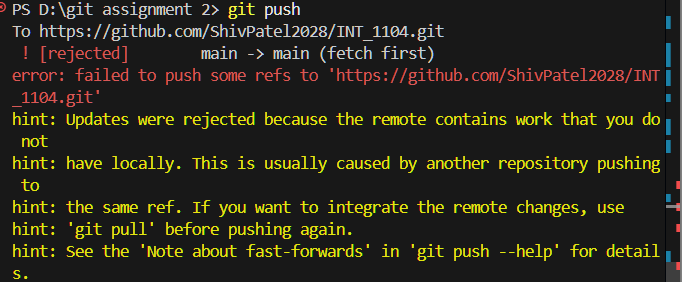 PS D:\git assignment 2> git push
To https://github.com/ShivPatel2028/INT_1104.git
 ! [rejected]        main -> main (fetch first)
error: failed to push some refs to 'https://github.com/ShivPatel2028/INT
_1104.git'
hint: Updates were rejected because the remote contains work that you do
 not
hint: have locally. This is usually caused by another repository pushing
 to
hint: the same ref. If you want to integrate the remote changes, use
hint: 'git pull' before pushing again.
hint: See the 'Note about fast-forwards' in 'git push --help' for detail
s.